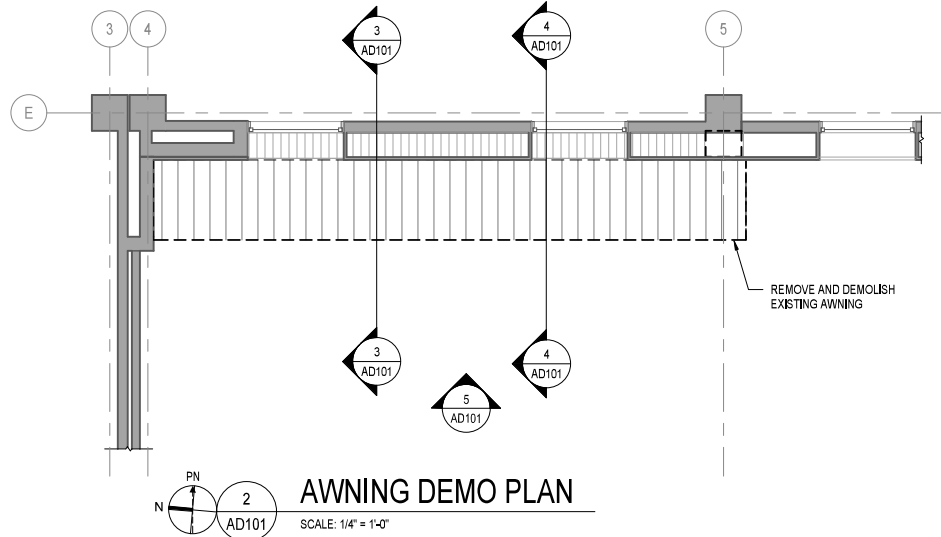 3
4
3
AD101
4
AD101
5
E
REMOVE AND DEMOLISH
EXISTING AWNING
3
AD101
4
AD101
5
AD101
PN
N
2
AD101
AWNING DEMO PLAN
SCALE: 1/4" = 1'-0"